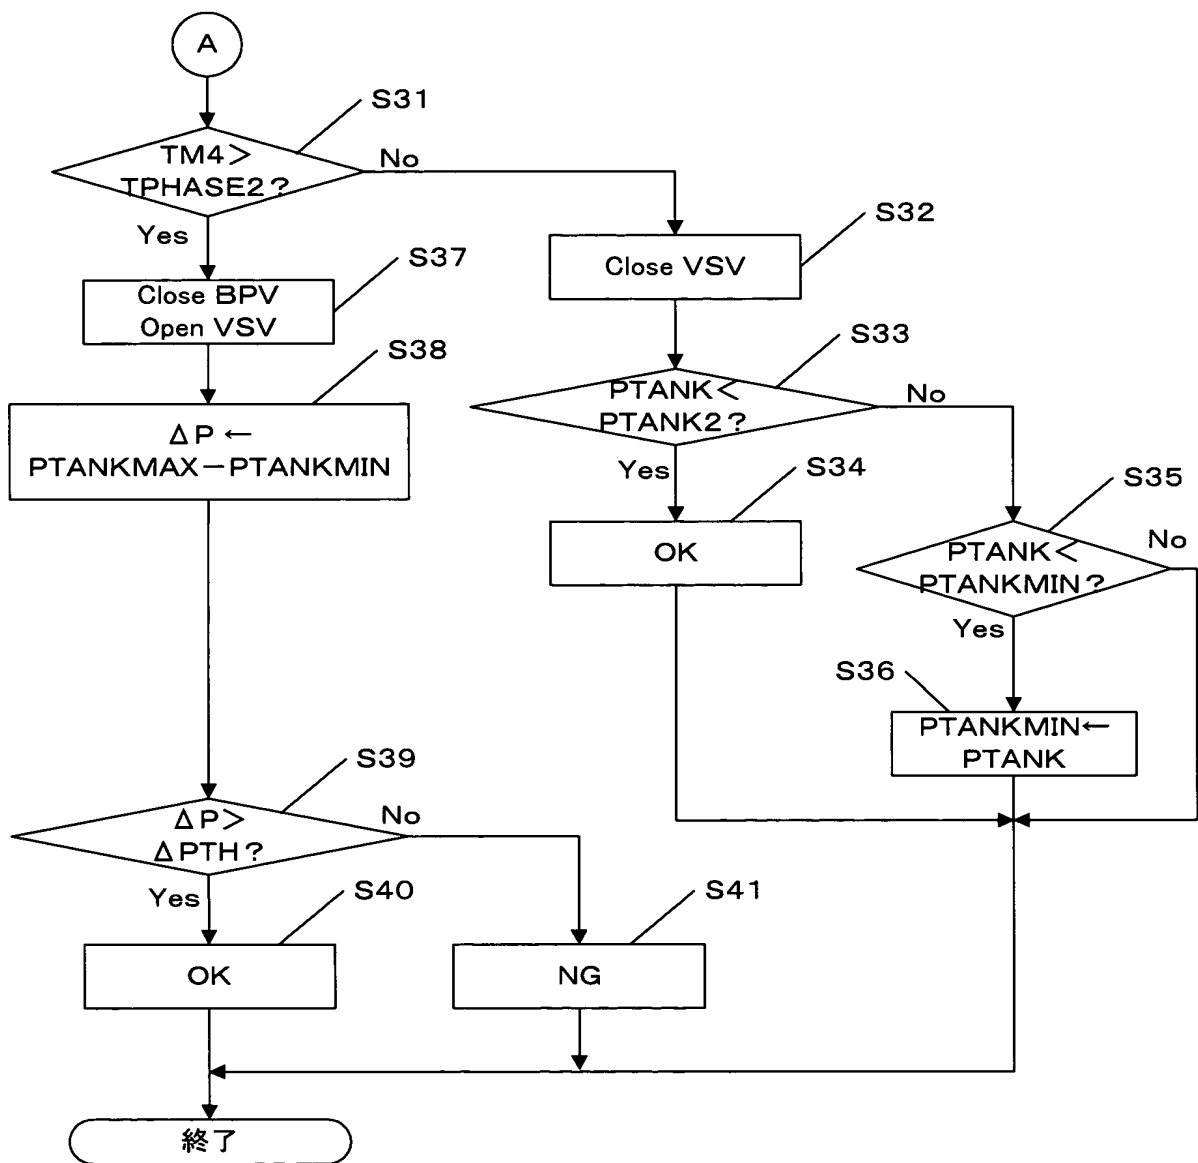 A
S31
TM4>
TPHASE2?
No
Yes
S32
Close VSV
S37
Close BPV
Open VSV
S33
PTANK<
PTANK2?
No
Yes
S38
ΔP←
PTANKMAX−PTANKMIN
S34
OK
S35
PTANK<
PTANKMIN?
No
Yes
S36
PTANKMIN←
PTANK
S39
ΔP>
ΔPTH?
No
Yes
S40
OK
S41
NG
終了